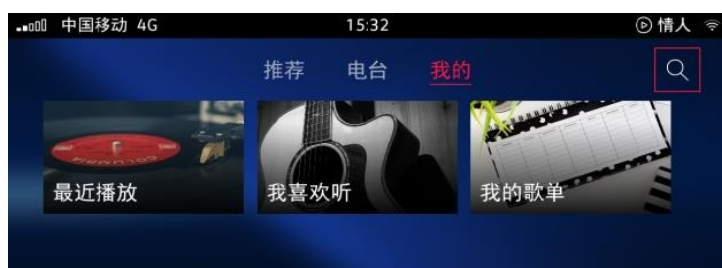 中国移动 4G 15:32 情人
推荐 电台 我的
COLUMBIA
最近播放 我喜欢听 我的歌单